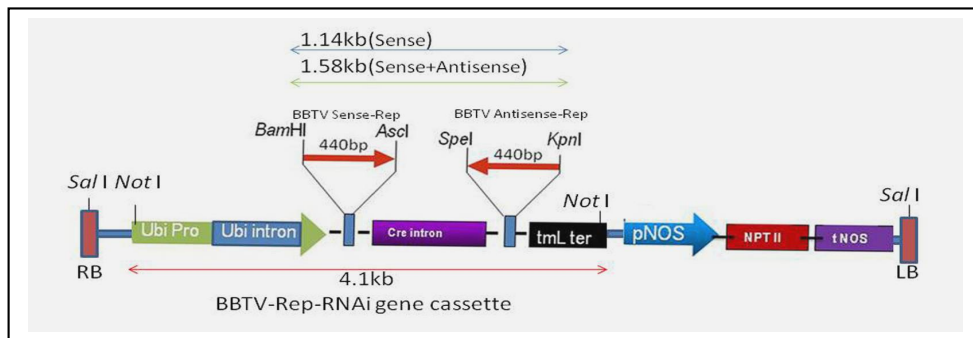 1.14kb(Sense)
1.58kb(Sense+Antisense)
BBTV Sense-Rep BBTV Antisense-Rep
BamHI AscI SpeI KpnI
440bp 440bp
Sal I Not I Not I Sal I
Ubi Pro Ubi intron Cre intron tmL ter pNOS NPT II tNOS
RB LB
4.1kb
BBTV-Rep-RNAi gene cassette